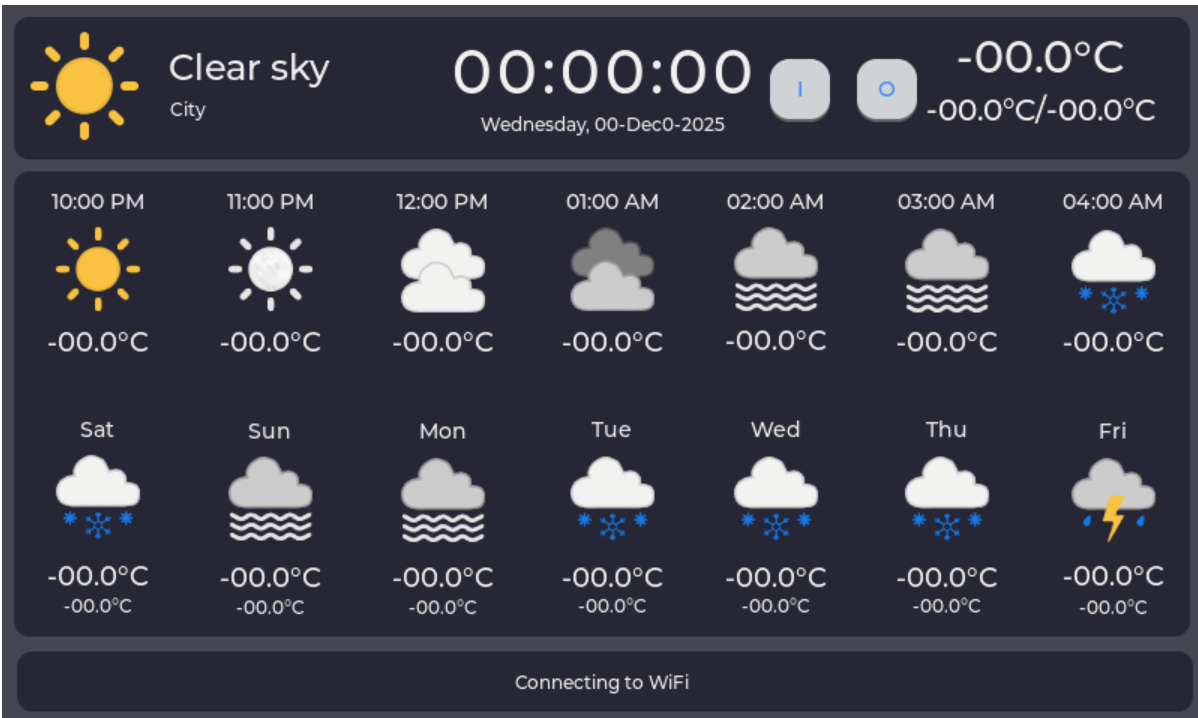 Clear sky
City
00:00:00
Wednesday, 00-Dec0-2025
I
O
-00.0°C
-00.0°C/-00.0°C
10:00 PM 11:00 PM 12:00 PM 01:00 AM 02:00 AM 03:00 AM 04:00 AM
-00.0°C -00.0°C -00.0°C -00.0°C -00.0°C -00.0°C -00.0°C
Sat Sun Mon Tue Wed Thu Fri
-00.0°C -00.0°C -00.0°C -00.0°C -00.0°C -00.0°C -00.0°C
-00.0°C -00.0°C -00.0°C -00.0°C -00.0°C -00.0°C -00.0°C
Connecting to WiFi